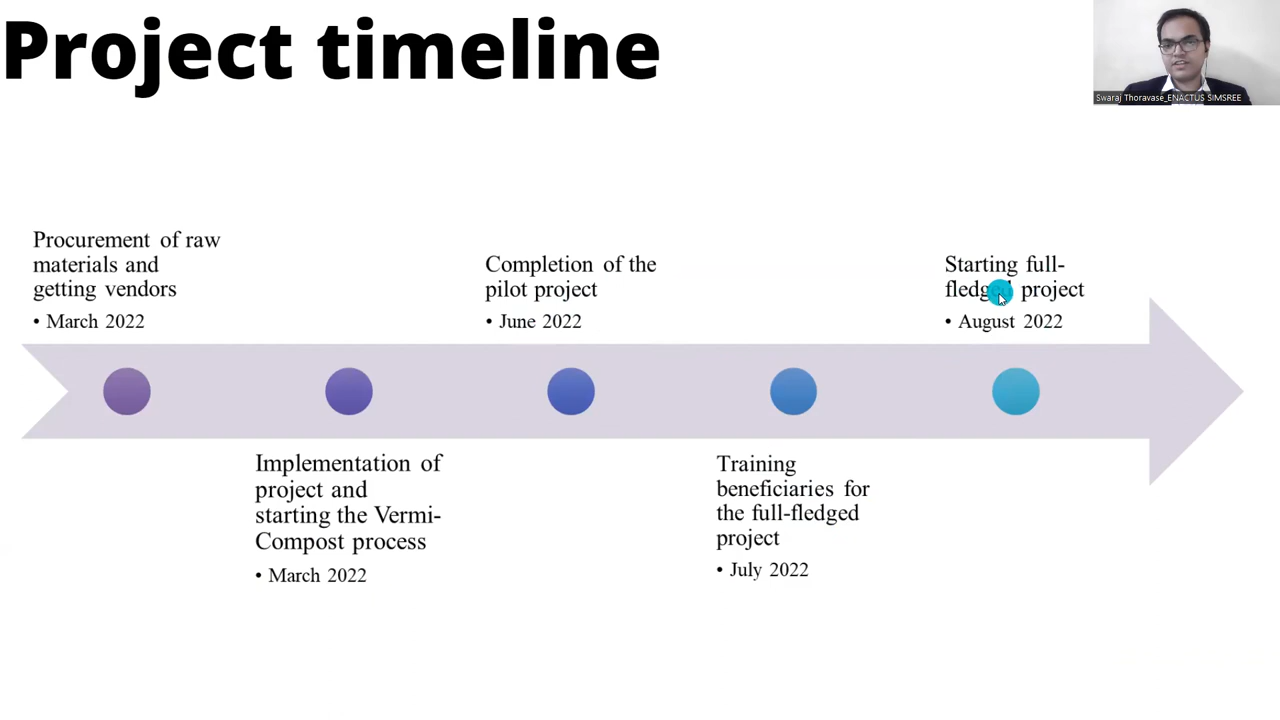 Project timeline
Swaraj Thoravase_ENACTUS SIMSREE
Procurement of raw
materials and
getting vendors
• March 2022
Implementation of
project and
starting the Vermi-
Compost process
• March 2022
Completion of the
pilot project
• June 2022
Training
beneficiaries for
the full-fledged
project
• July 2022
Starting full-
fledged project
• August 2022